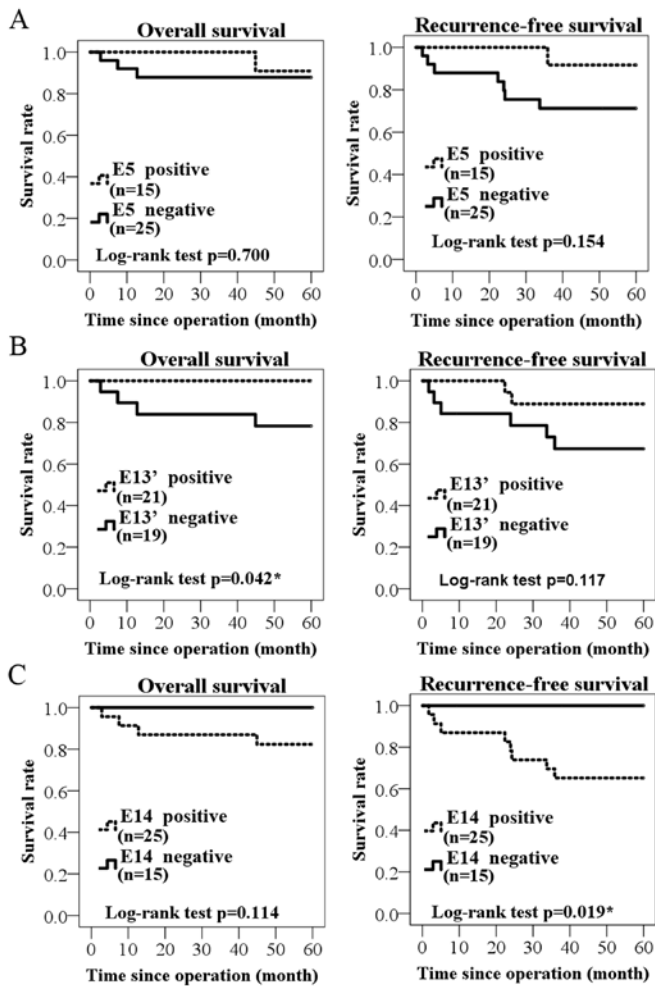 A
Overall survival
Survival rate
1.0
0.8
0.6
0.4
0.2
0.0
E5 positive
(n=15)
E5 negative
(n=25)
Log-rank test p=0.700
0 10 20 30 40 50 60
Time since operation (month)
Recurrence-free survival
Survival rate
1.0
0.8
0.6
0.4
0.2
0.0
E5 positive
(n=15)
E5 negative
(n=25)
Log-rank test p=0.154
0 10 20 30 40 50 60
Time since operation (month)
B
Overall survival
Survival rate
1.0
0.8
0.6
0.4
0.2
0.0
E13’ positive
(n=21)
E13’ negative
(n=19)
Log-rank test p=0.042*
0 10 20 30 40 50 60
Time since operation (month)
Recurrence-free survival
Survival rate
1.0
0.8
0.6
0.4
0.2
0.0
E13’ positive
(n=21)
E13’ negative
(n=19)
Log-rank test p=0.117
0 10 20 30 40 50 60
Time since operation (month)
C
Overall survival
Survival rate
1.0
0.8
0.6
0.4
0.2
0.0
E14 positive
(n=25)
E14 negative
(n=15)
Log-rank test p=0.114
0 10 20 30 40 50 60
Time since operation (month)
Recurrence-free survival
Survival rate
1.0
0.8
0.6
0.4
0.2
0.0
E14 positive
(n=25)
E14 negative
(n=15)
Log-rank test p=0.019*
0 10 20 30 40 50 60
Time since operation (month)